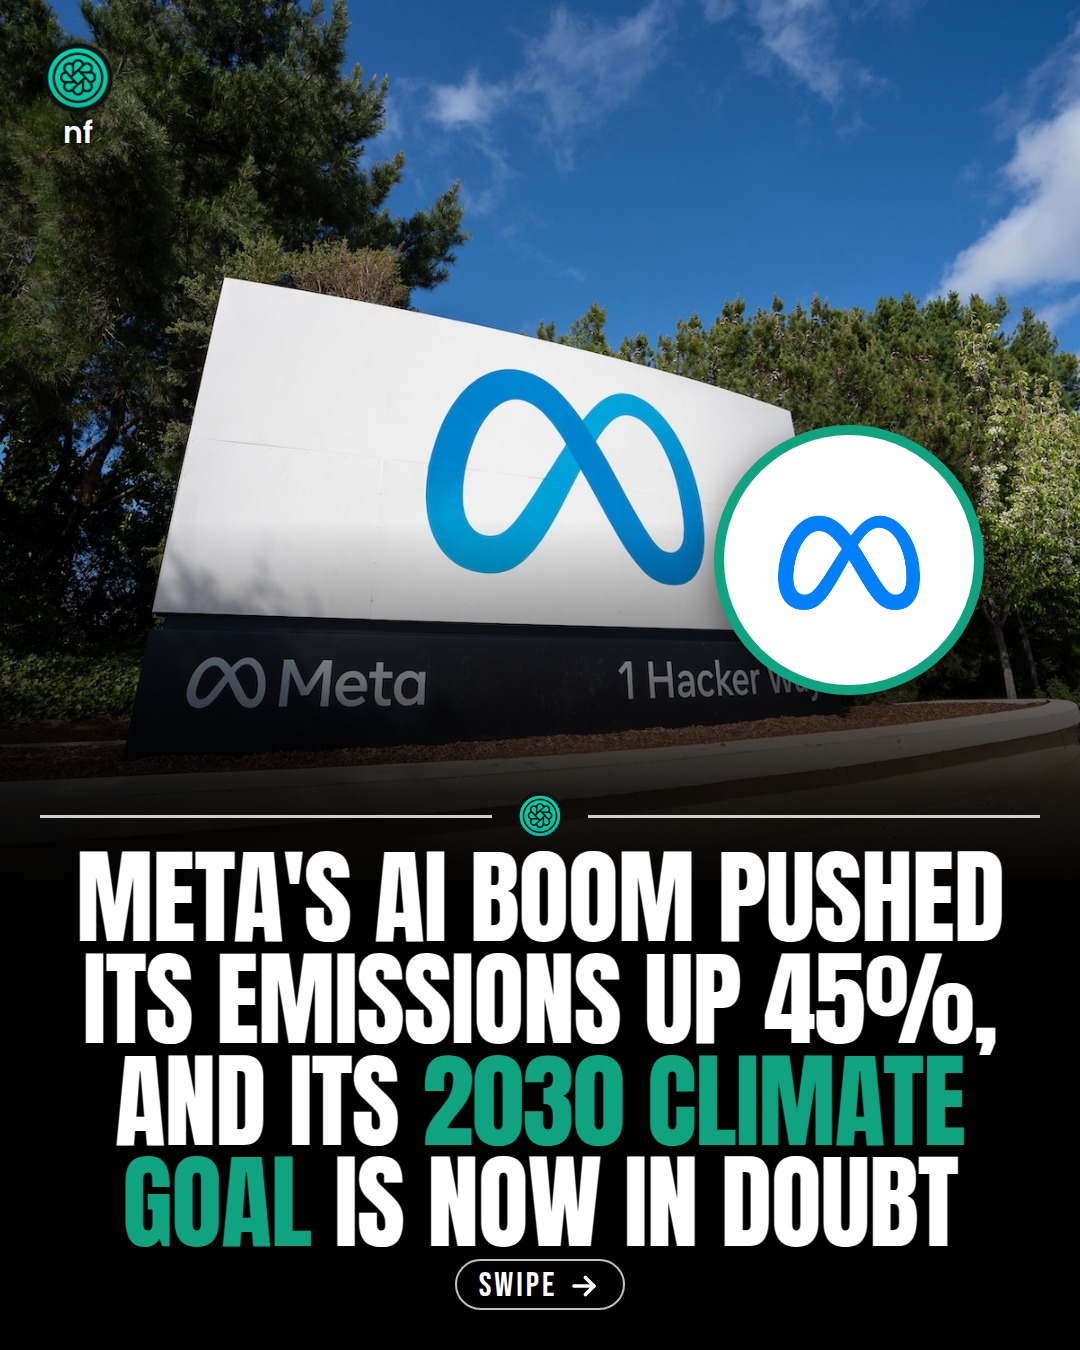 nf
Meta
1 Hacker Way
META'S AI BOOM PUSHED
ITS EMISSIONS UP 45%,
AND ITS 2030 CLIMATE
GOAL IS NOW IN DOUBT
SWIPE →